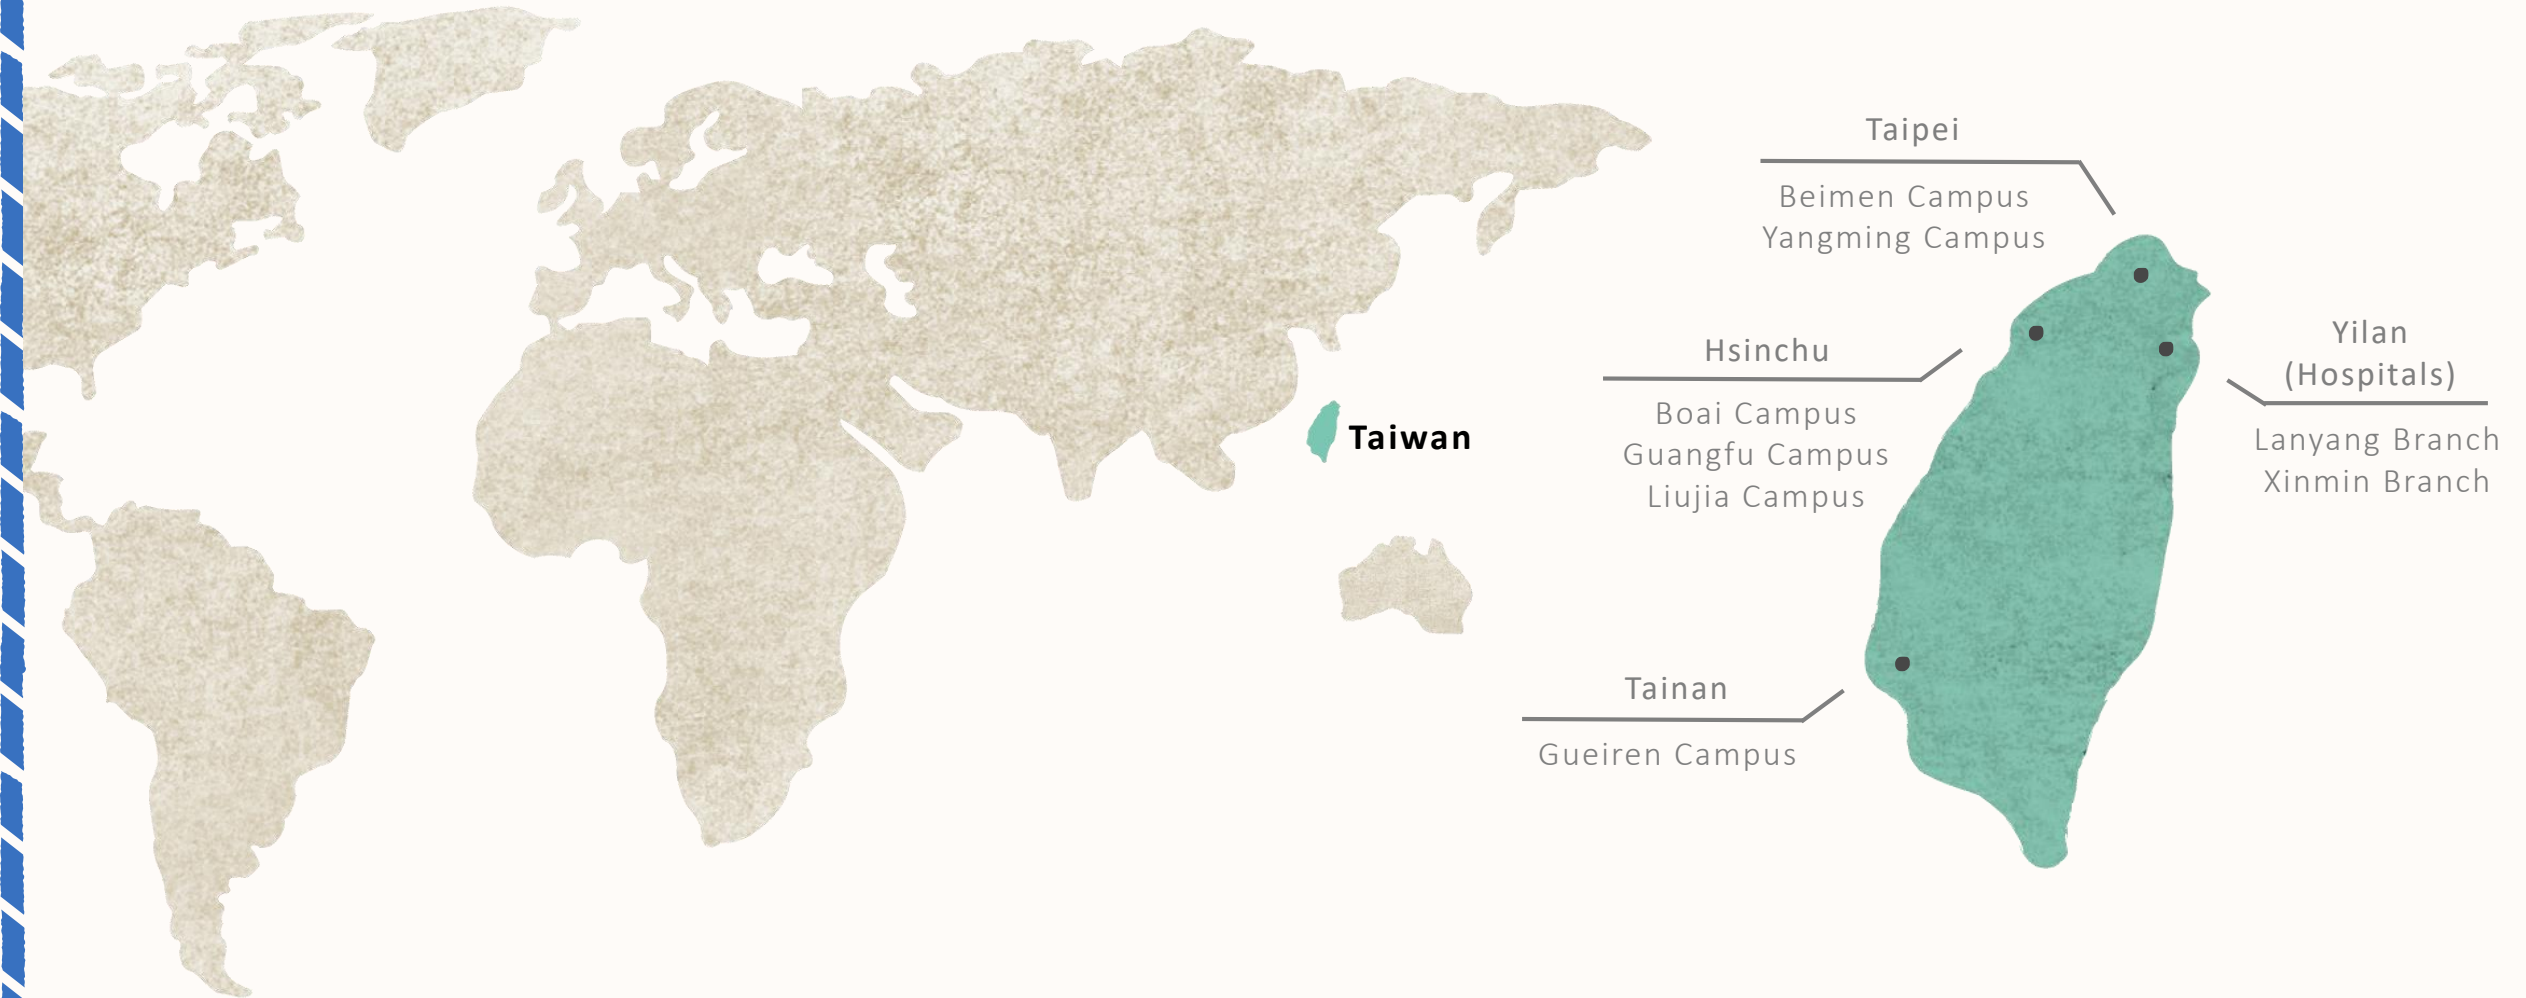 Taipei
Beimen Campus
Yangming Campus
Hsinchu
Boai Campus
Guangfu Campus
Liujia Campus
Yilan
(Hospitals)
Lanyang Branch
Xinmin Branch
Taiwan
Tainan
Gueiren Campus